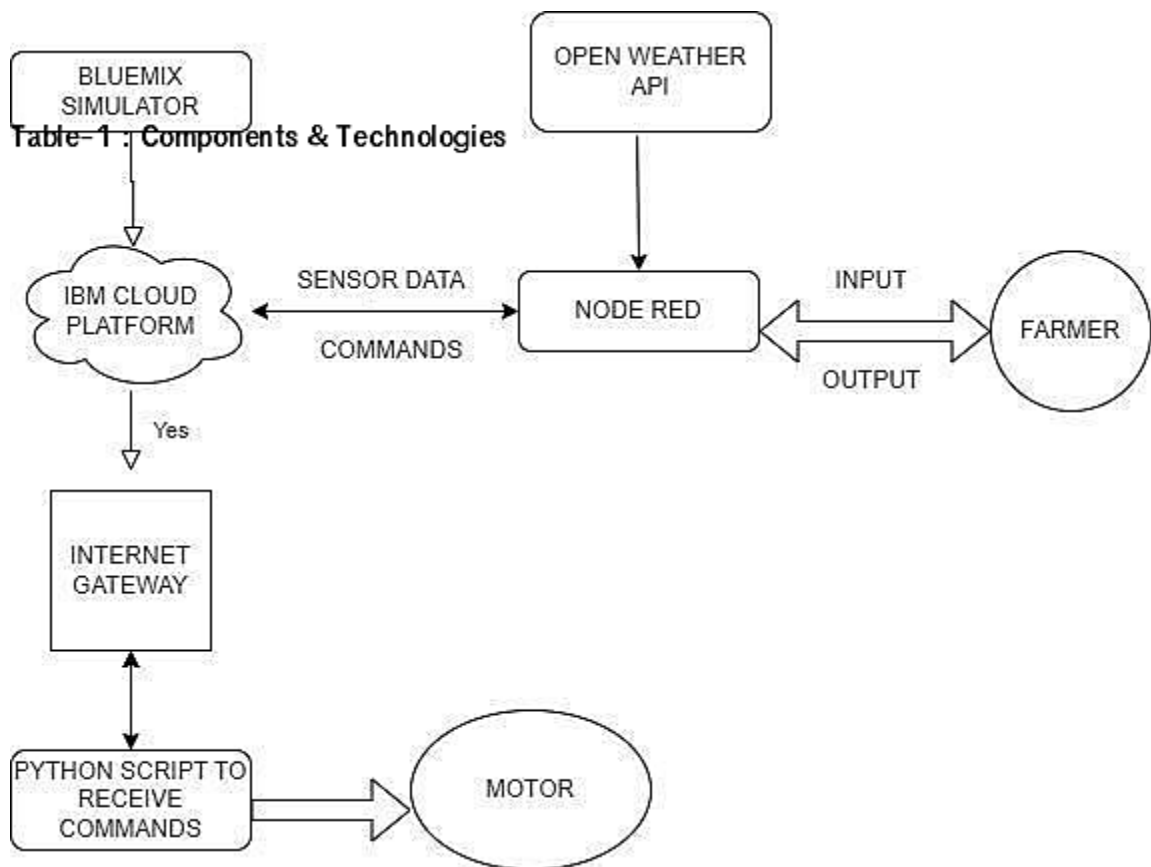 OPEN WEATHER
API
BLUEMIX
SIMULATOR
Table-1 : Components & Technologies
IBM CLOUD
PLATFORM
SENSOR DATA
COMMANDS
NODE RED
INPUT
OUTPUT
FARMER
Yes
INTERNET
GATEWAY
PYTHON SCRIPT TO
RECEIVE
COMMANDS
MOTOR